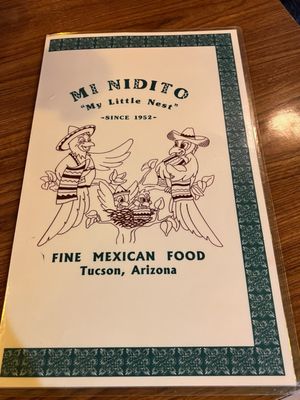 MI NIDITO
"My Little Nest"
-SINCE 1952-
FINE MEXICAN FOOD
Tucson, Arizona